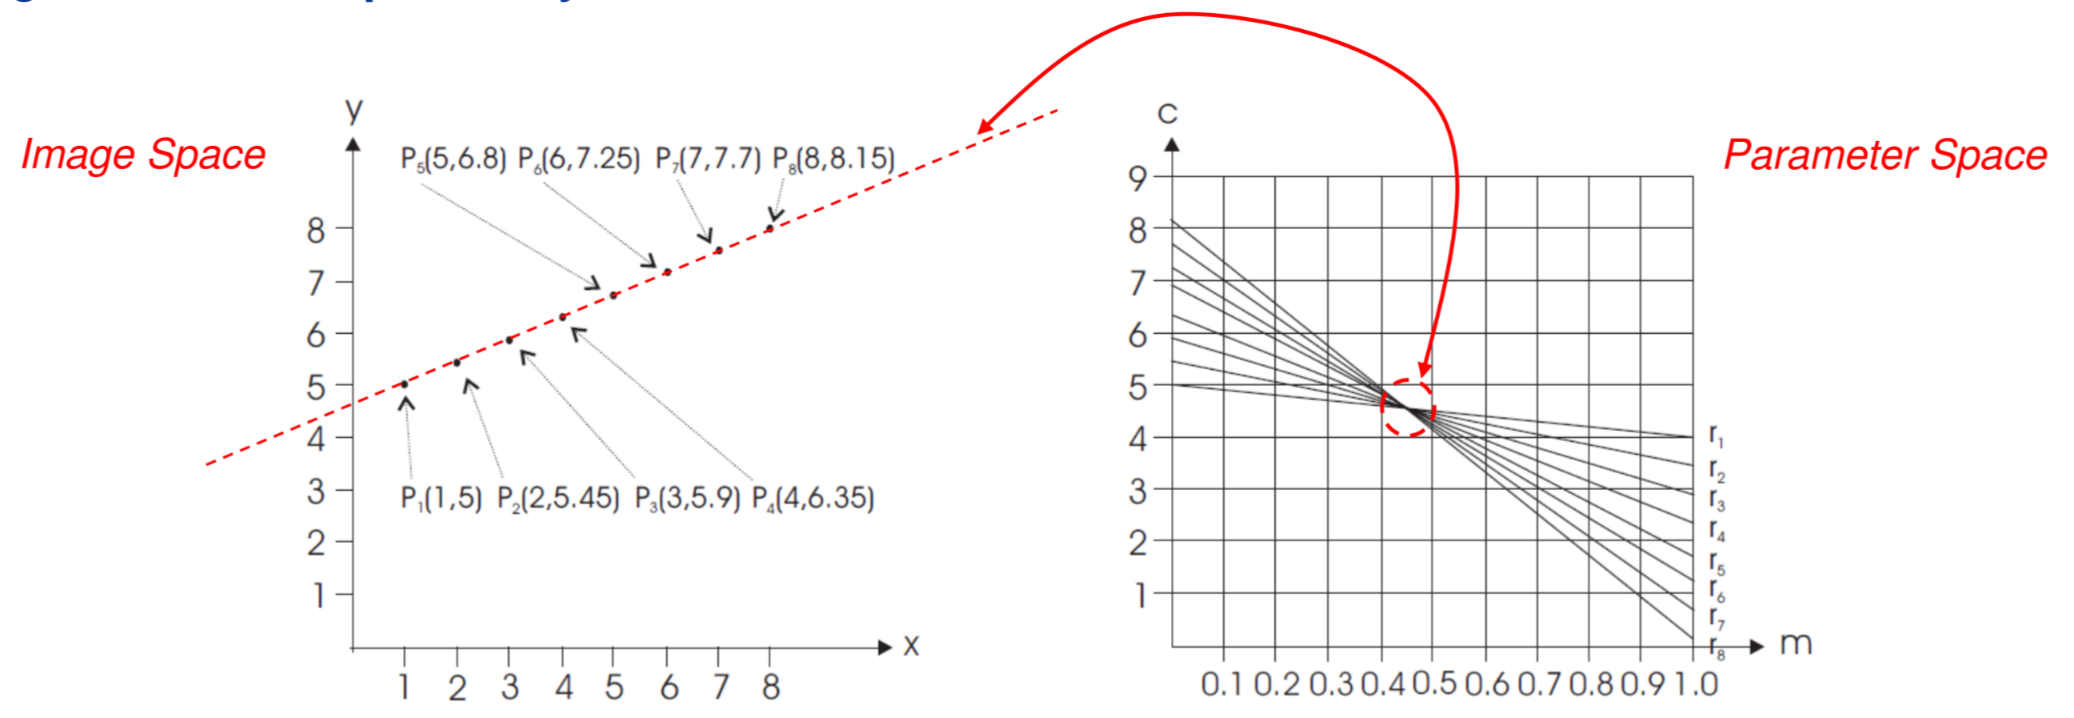 y
Image Space
P5(5,6.8) P6(6,7.25) P7(7,7.7) P8(8,8.15)
8
7
6
5
4
3
2
1
P1(1,5) P2(2,5.45) P3(3,5.9) P4(4,6.35)
x
1 2 3 4 5 6 7 8
c
Parameter Space
9
8
7
6
5
4
3
2
1
r1
r2
r3
r4
r5
r6
r7
r8
m
0.1 0.2 0.3 0.4 0.5 0.6 0.7 0.8 0.9 1.0